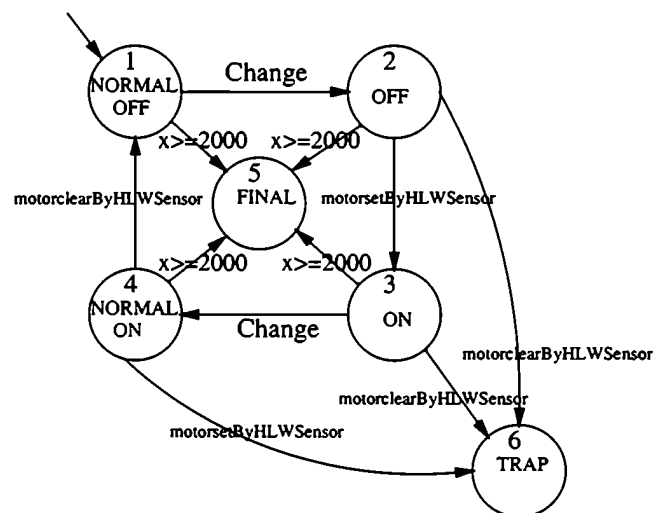 1
NORMAL
OFF
Change
2
OFF
x>=2000
x>=2000
5
FINAL
motorclearByHLWSensor
motorsetByHLWSensor
x>=2000
x>=2000
4
NORMAL
ON
Change
3
ON
motorclearByHLWSensor
motorclearByHLWSensor
motorsetByHLWSensor
6
TRAP